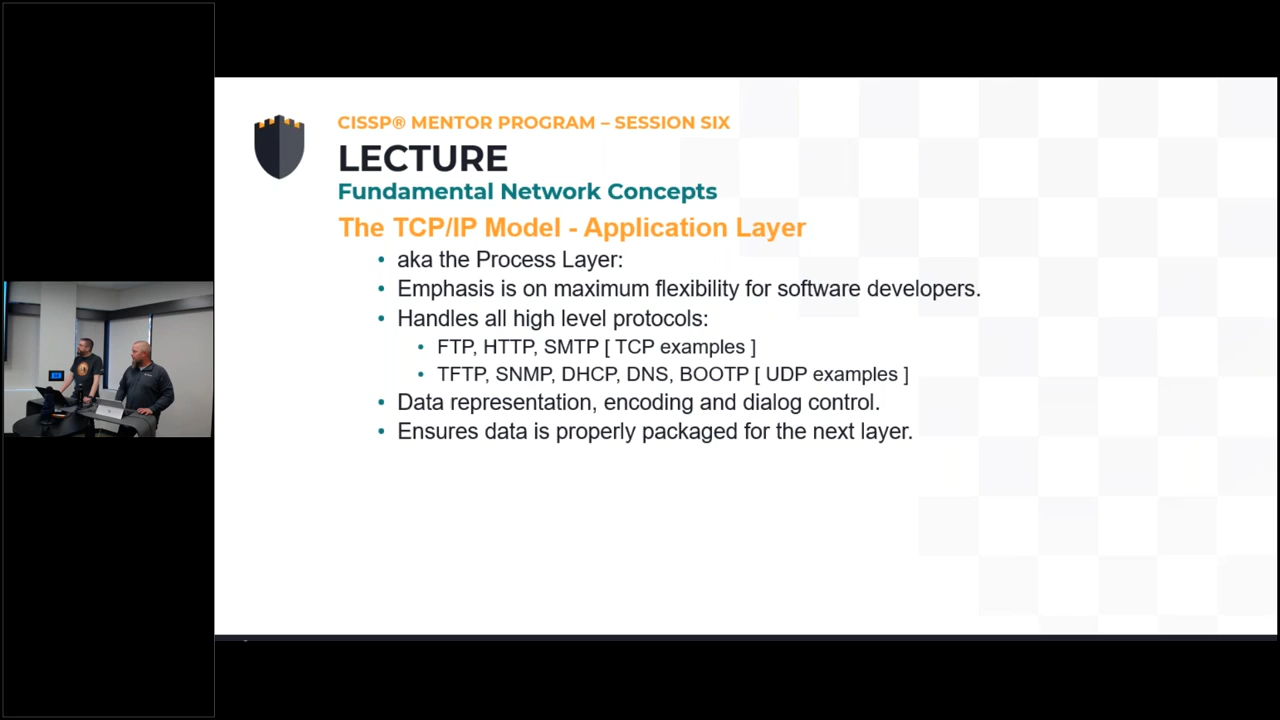 CISSP® MENTOR PROGRAM – SESSION SIX
LECTURE
Fundamental Network Concepts
The TCP/IP Model - Application Layer
• aka the Process Layer:
• Emphasis is on maximum flexibility for software developers.
• Handles all high level protocols:
• FTP, HTTP, SMTP [ TCP examples ]
• TFTP, SNMP, DHCP, DNS, BOOTP [ UDP examples ]
• Data representation, encoding and dialog control.
• Ensures data is properly packaged for the next layer.